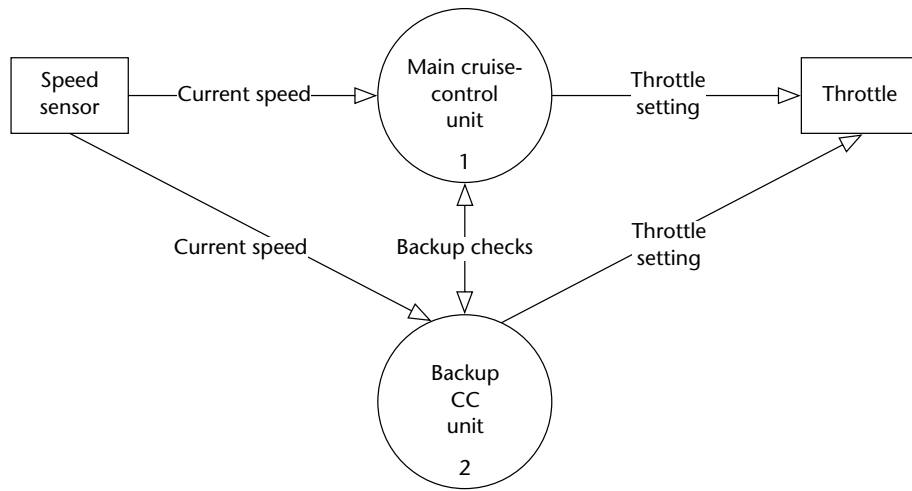 Speed
sensor
Current speed
Main cruise-
control
unit
1
Throttle
setting
Throttle
Current speed
Backup checks
Throttle
setting
Backup
CC
unit
2